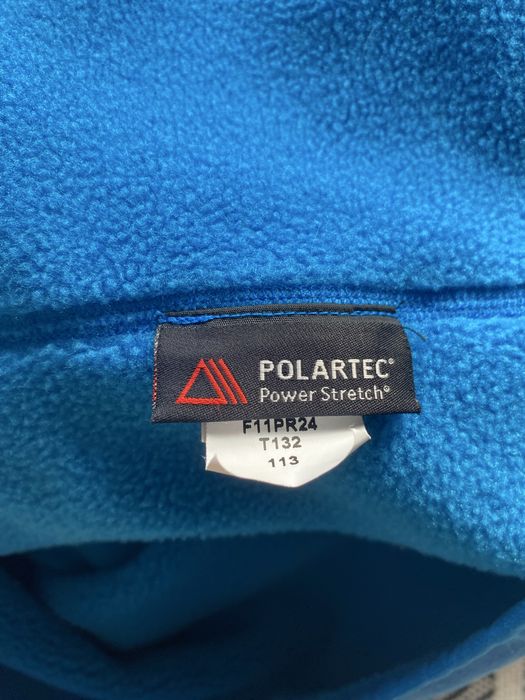 POLARTEC®
Power Stretch®
F11PR24
T132
113